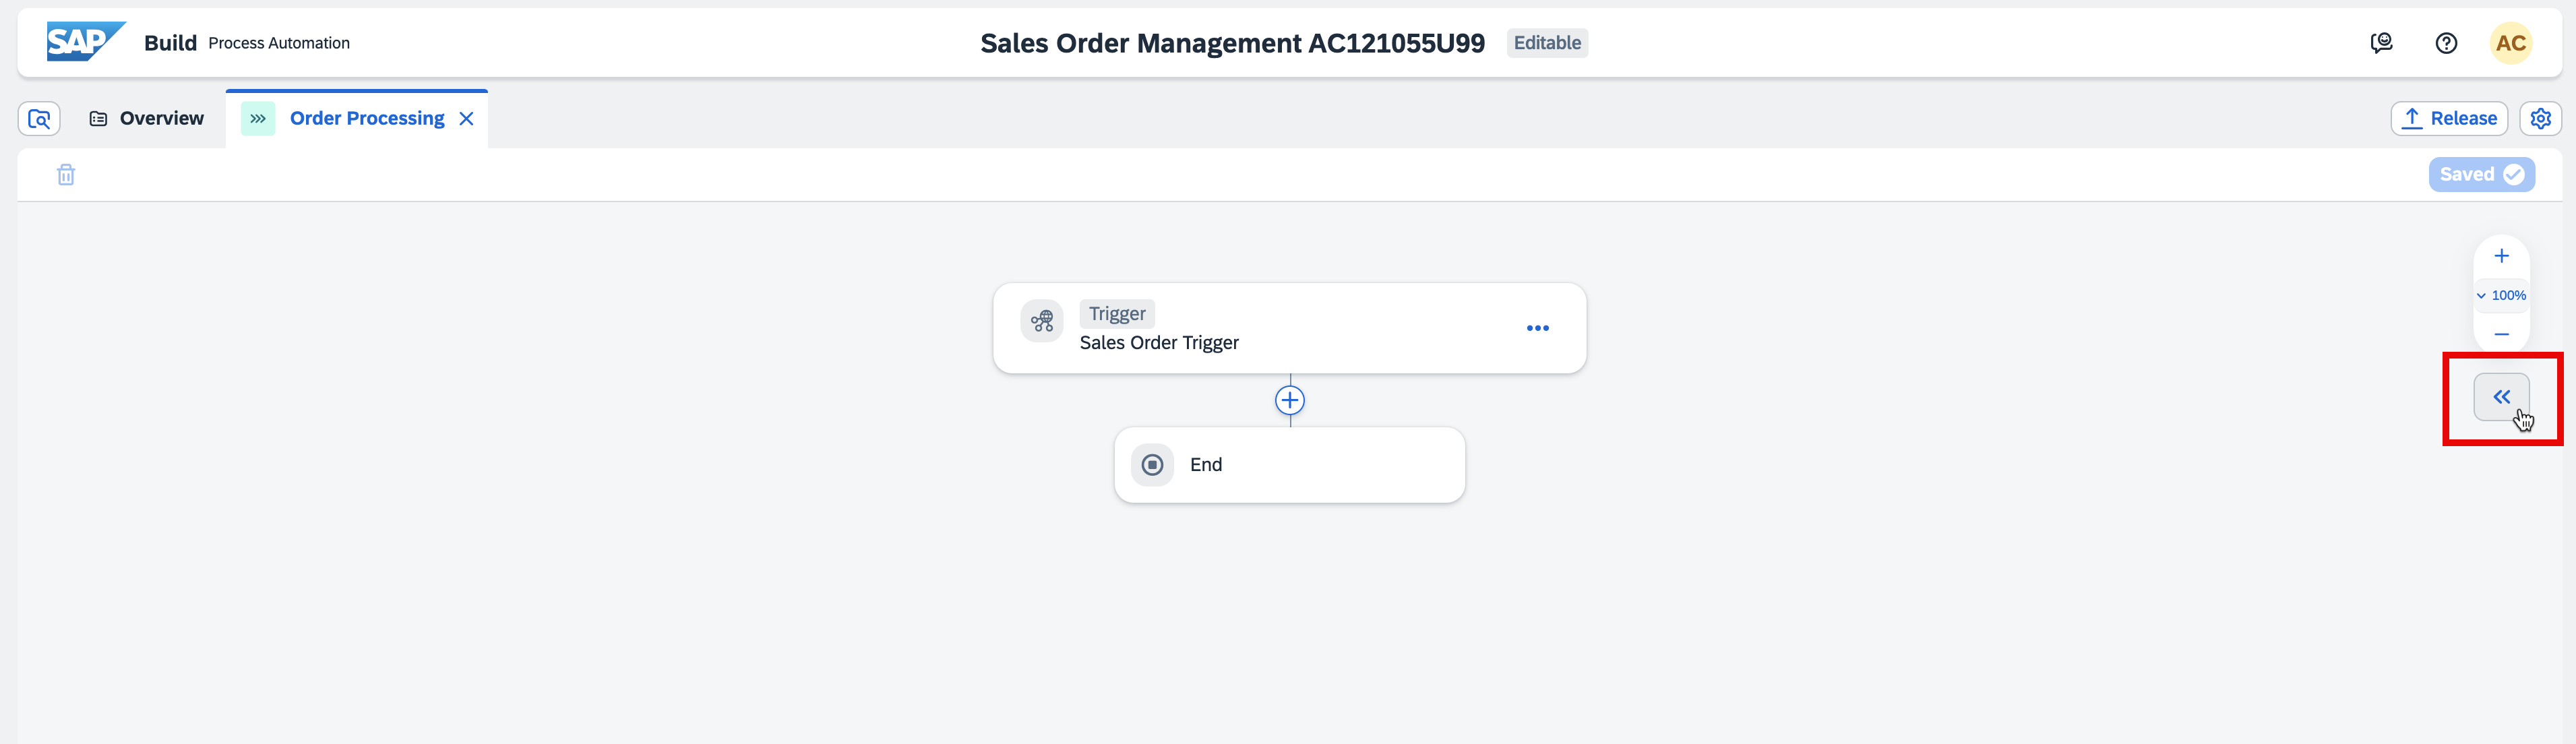 SAP Build Process Automation
Sales Order Management AC121055U99 Editable
AC
Overview
Order Processing
Release
Saved
100%
Trigger
Sales Order Trigger
End